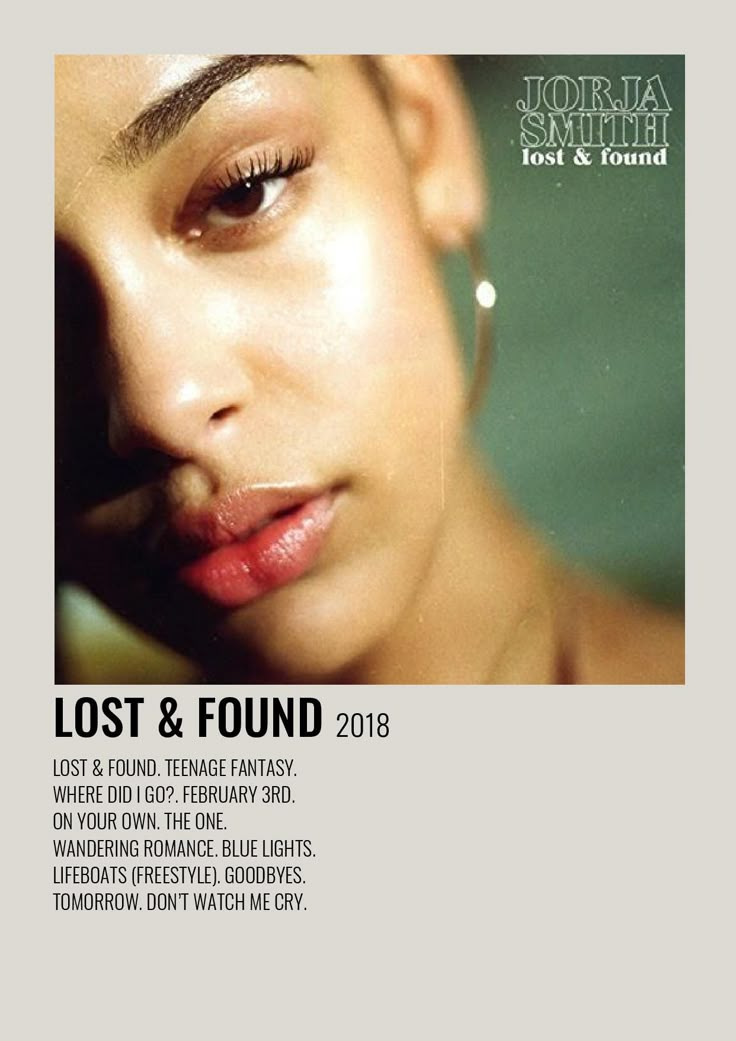 JORJA
SMITH
lost & found
LOST & FOUND 2018
LOST & FOUND. TEENAGE FANTASY.
WHERE DID I GO?. FEBRUARY 3RD.
ON YOUR OWN. THE ONE.
WANDERING ROMANCE. BLUE LIGHTS.
LIFEBOATS (FREESTYLE). GOODBYES.
TOMORROW. DON'T WATCH ME CRY.